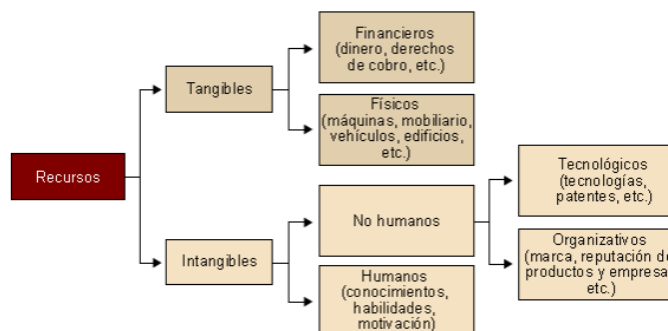 Recursos
Tangibles
Financieros
(dinero, derechos
de cobro, etc.)
Físicos
(máquinas, mobiliario,
vehículos, edificios,
etc.)
Intangibles
No humanos
Tecnológicos
(tecnologías,
patentes, etc.)
Organizativos
(marca, reputación de
productos y empresa
etc.)
Humanos
(conocimientos,
habilidades,
motivación)